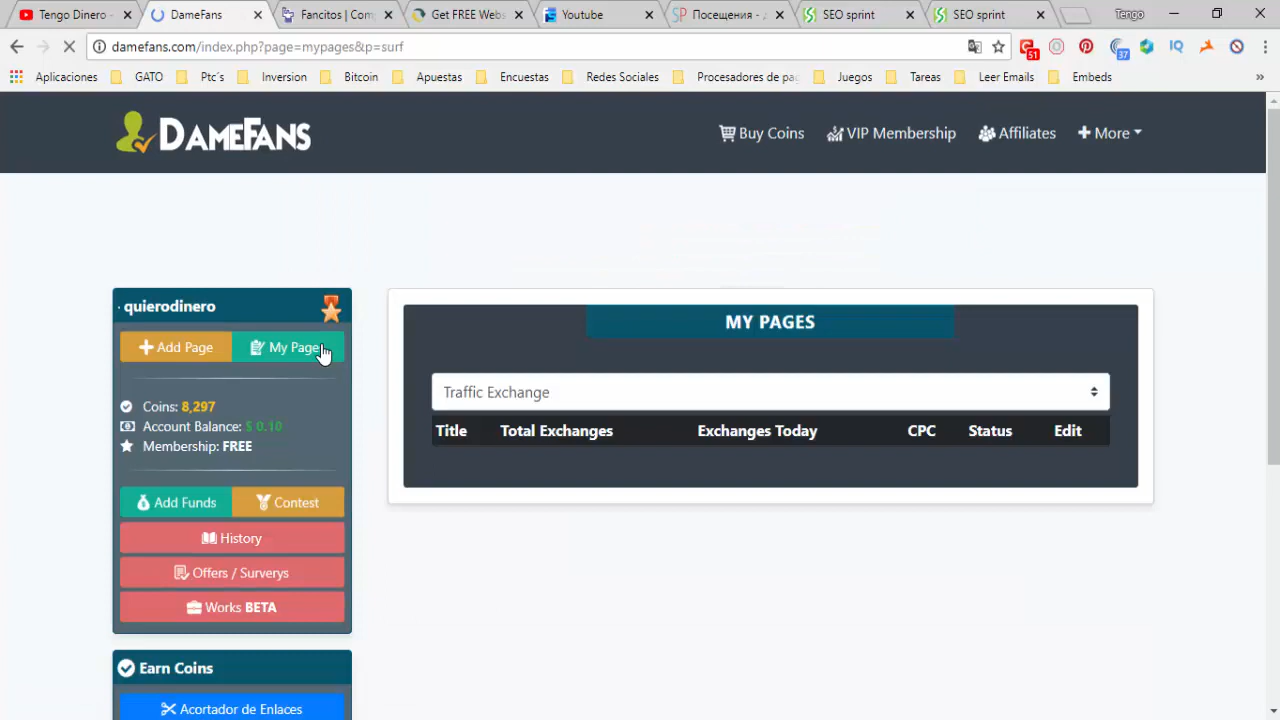 Tengo Dinero -
DameFans
Fancitos | Com
Get FREE Webs
Youtube
Посещения - д
SEO sprint
SEO sprint
Tengo
damefans.com/index.php?page=mypages&p=surf
51
37
Aplicaciones
GATO
Ptc´s
Inversion
Bitcoin
Apuestas
Encuestas
Redes Sociales
Procesadores de pag
Juegos
Tareas
Leer Emails
Embeds
»
DAMEFANS
Buy Coins
VIP Membership
Affiliates
More
· quierodinero
Add Page
My Page
Coins: 8,297
Account Balance: $ 0.10
Membership: FREE
Add Funds
Contest
History
Offers / Surverys
Works BETA
Earn Coins
Acortador de Enlaces
MY PAGES
Traffic Exchange
Title Total Exchanges Exchanges Today CPC Status Edit